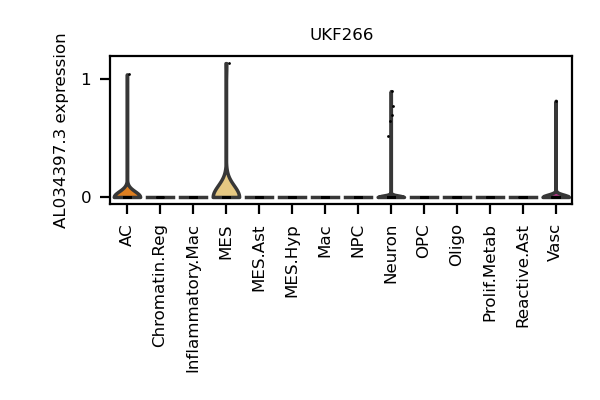 UKF266
AL034397.3 expression
1
0
AC
Chromatin.Reg
Inflammatory.Mac
MES
MES.Ast
MES.Hyp
Mac
NPC
Neuron
OPC
Oligo
Prolif.Metab
Reactive.Ast
Vasc